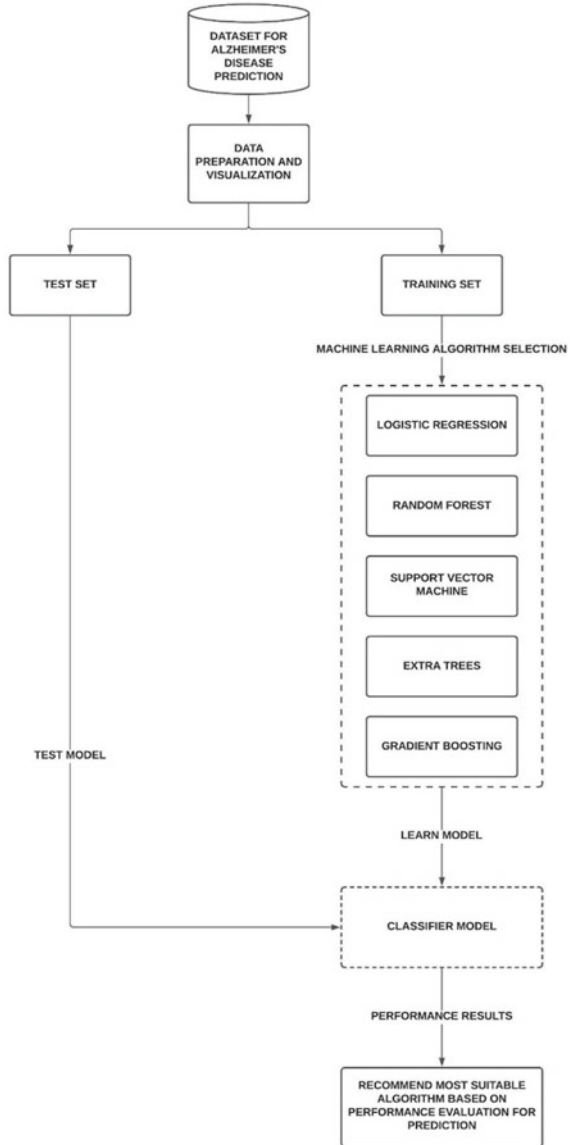 DATASET FOR
ALZHEIMER'S
DISEASE
PREDICTION
DATA
PREPARATION AND
VISUALIZATION
TEST SET
TRAINING SET
MACHINE LEARNING ALGORITHM SELECTION
LOGISTIC REGRESSION
RANDOM FOREST
SUPPORT VECTOR
MACHINE
EXTRA TREES
GRADIENT BOOSTING
TEST MODEL
LEARN MODEL
CLASSIFIER MODEL
PERFORMANCE RESULTS
RECOMMEND MOST SUITABLE
ALGORITHM BASED ON
PERFORMANCE EVALUATION FOR
PREDICTION